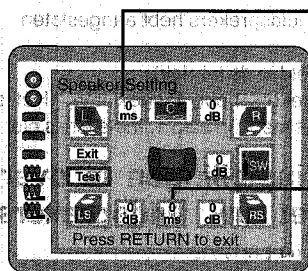 Speaker Setting
L 0 ms C 0 dB R
Exit
0 dB SW
Test
LS 0 dB 0 ms 0 dB RS
Press RETURN to exit